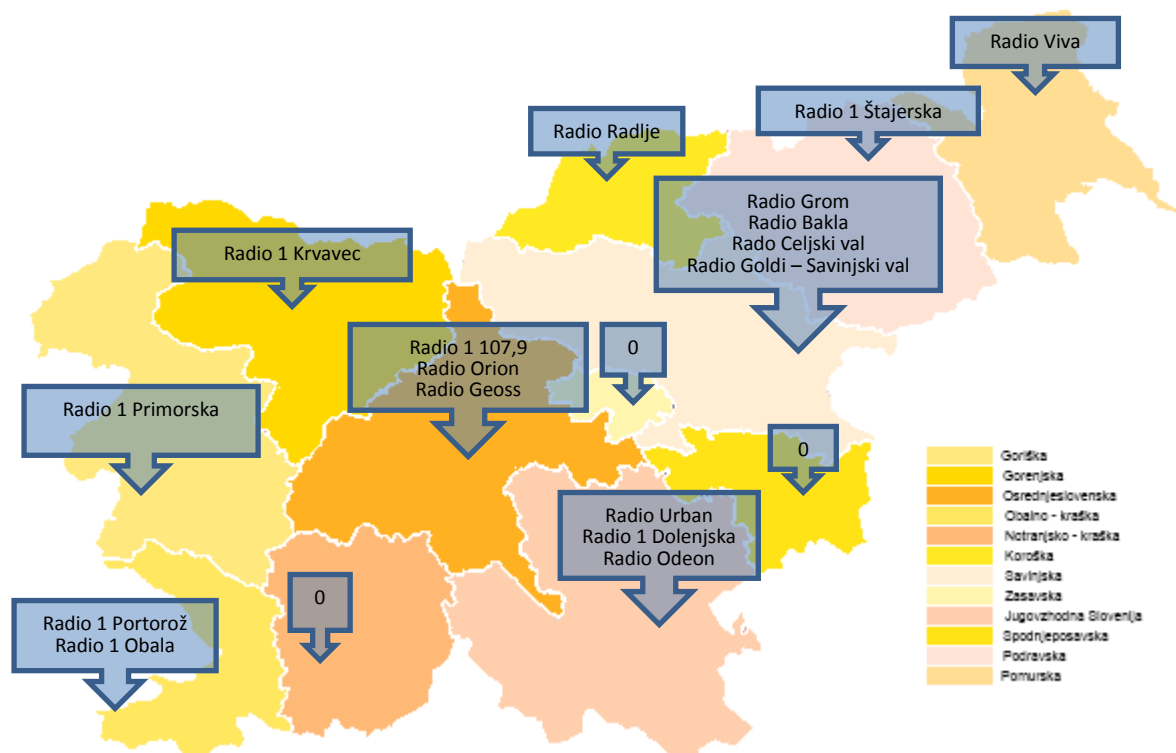 Radio Viva
Radio 1 Štajerska
Radio Radlje
Radio Grom
Radio Bakla
Rado Celjski val
Radio Goldi – Savinjski val
Radio 1 Krvavec
Radio 1 107,9
Radio Orion
Radio Geoss
0
Radio 1 Primorska
0
Radio Urban
Radio 1 Dolenjska
Radio Odeon
0
Radio 1 Portorož
Radio 1 Obala
Goriška
Gorenjska
Osrednjeslovenska
Obalno - kraška
Notranjsko - kraška
Koroška
Savinjska
Zasavska
Jugovzhodna Slovenija
Spodnjeposavska
Podravska
Pomurska